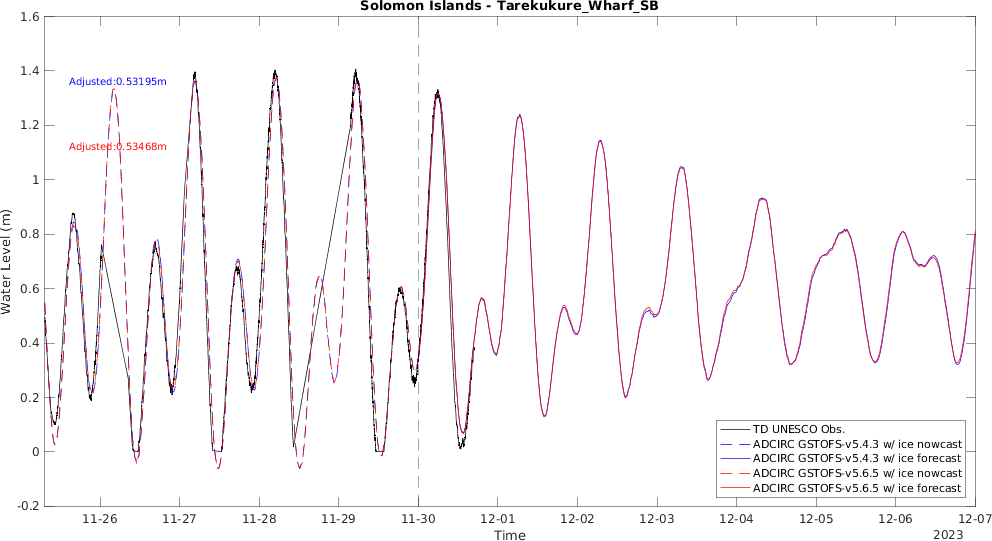 Solomon Islands - Tarekukure_Wharf_SB
1.6
1.4
1.2
1
0.8
0.6
0.4
0.2
0
-0.2
Water Level (m)
Adjusted:0.53195m
Adjusted:0.53468m
TD UNESCO Obs.
ADCIRC GSTOFS-v5.4.3 w/ ice nowcast
ADCIRC GSTOFS-v5.4.3 w/ ice forecast
ADCIRC GSTOFS-v5.6.5 w/ ice nowcast
ADCIRC GSTOFS-v5.6.5 w/ ice forecast
11-26 11-27 11-28 11-29 11-30 12-01 12-02 12-03 12-04 12-05 12-06 12-07
Time
2023